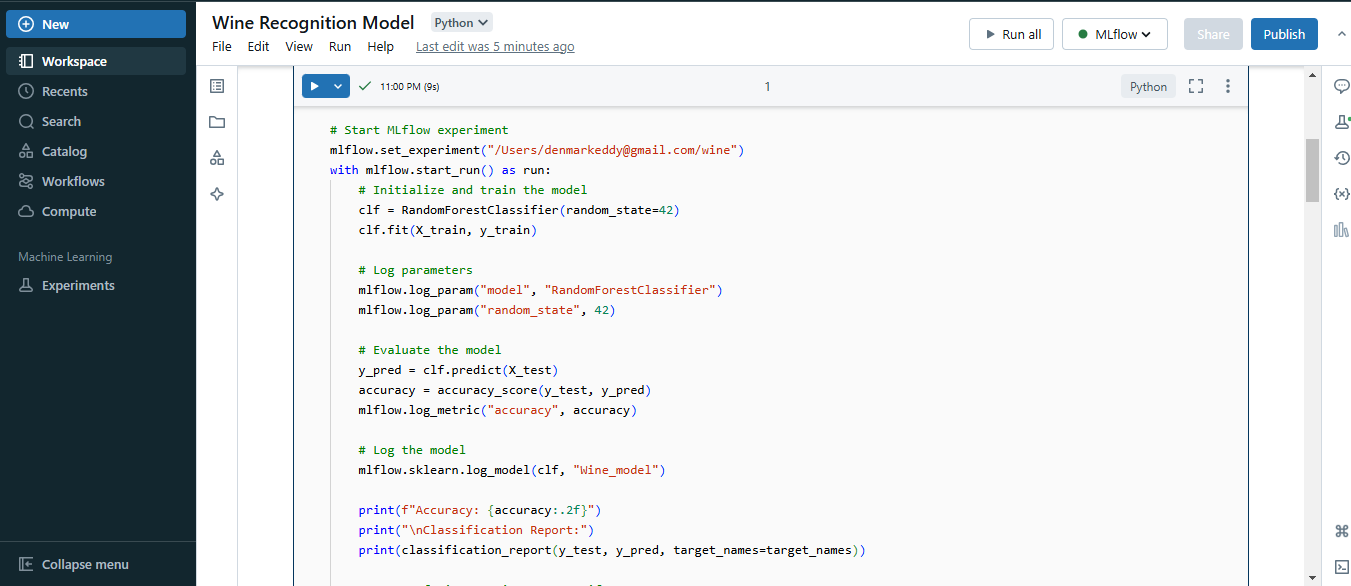 New
Workspace
Recents
Search
Catalog
Workflows
Compute
Machine Learning
Experiments
Collapse menu
Wine Recognition Model Python
File Edit View Run Help Last edit was 5 minutes ago
Run all MLflow Share Publish
11:00 PM (9s) 1 Python
# Start MLflow experiment
mlflow.set_experiment("/Users/denmarkeddy@gmail.com/wine")
with mlflow.start_run() as run:
    # Initialize and train the model
    clf = RandomForestClassifier(random_state=42)
    clf.fit(X_train, y_train)
    # Log parameters
    mlflow.log_param("model", "RandomForestClassifier")
    mlflow.log_param("random_state", 42)
    # Evaluate the model
    y_pred = clf.predict(X_test)
    accuracy = accuracy_score(y_test, y_pred)
    mlflow.log_metric("accuracy", accuracy)
    # Log the model
    mlflow.sklearn.log_model(clf, "Wine_model")
    print(f"Accuracy: {accuracy:.2f}")
    print("\nClassification Report:")
    print(classification_report(y_test, y_pred, target_names=target_names))